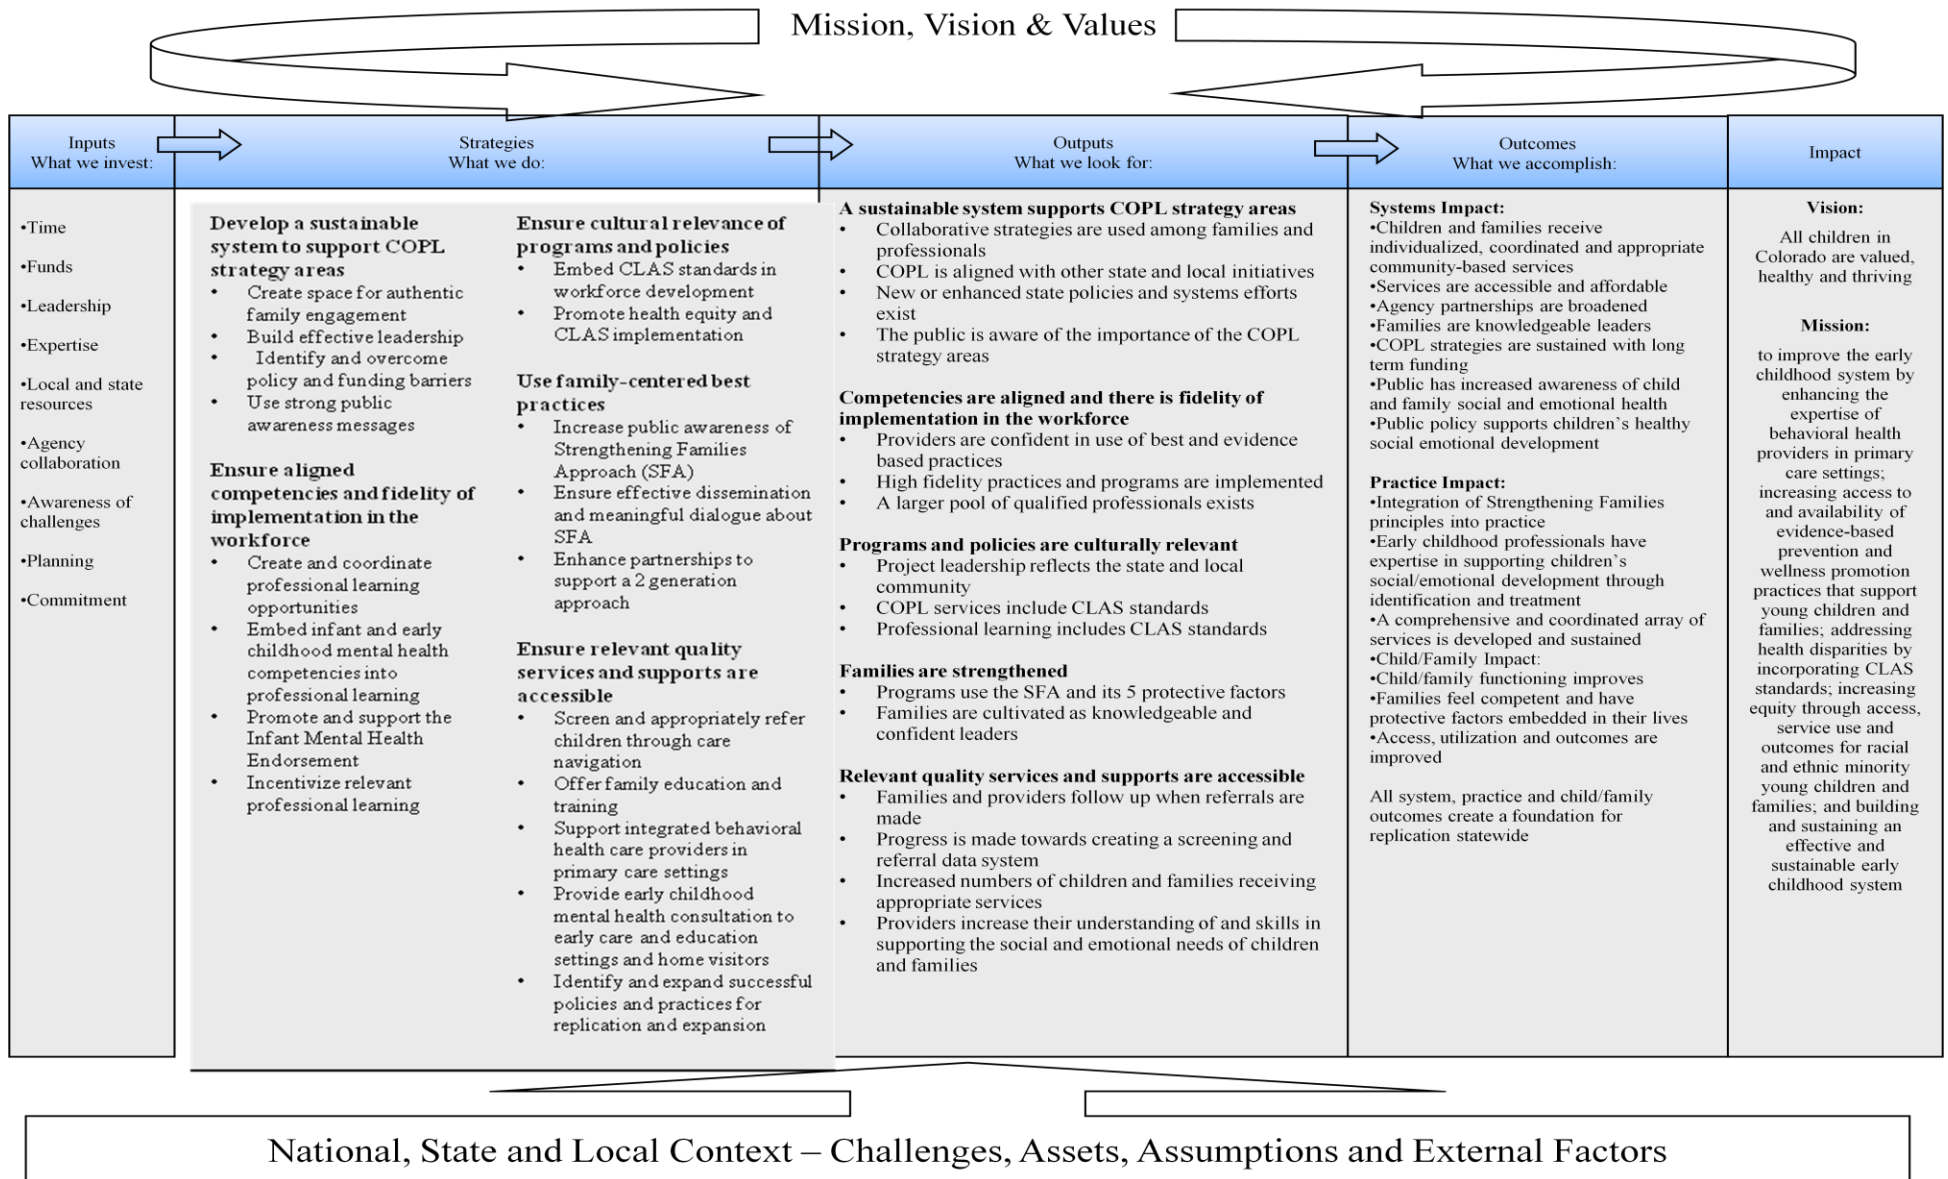 Mission, Vision & Values
Inputs
What we invest:
Strategies
What we do:
Outputs
What we look for:
Outcomes
What we accomplish:
Impact
•Time
•Funds
•Leadership
•Expertise
•Local and state
resources
•Agency
collaboration
•Awareness of
challenges
•Planning
•Commitment
Develop a sustainable
system to support COPL
strategy areas
• Create space for authentic
family engagement
• Build effective leadership
• Identify and overcome
policy and funding barriers
• Use strong public
awareness messages
Ensure aligned
competencies and fidelity of
implementation in the
workforce
• Create and coordinate
professional learning
opportunities
• Embed infant and early
childhood mental health
competencies into
professional learning
• Promote and support the
Infant Mental Health
Endorsement
• Incentivize relevant
professional learning
Ensure cultural relevance of
programs and policies
• Embed CLAS standards in
workforce development
• Promote health equity and
CLAS implementation
Use family-centered best
practices
• Increase public awareness of
Strengthening Families
Approach (SFA)
• Ensure effective dissemination
and meaningful dialogue about
SFA
• Enhance partnerships to
support a 2 generation
approach
Ensure relevant quality
services and supports are
accessible
• Screen and appropriately refer
children through care
navigation
• Offer family education and
training
• Support integrated behavioral
health care providers in
primary care settings
• Provide early childhood
mental health consultation to
early care and education
settings and home visitors
• Identify and expand successful
policies and practices for
replication and expansion
A sustainable system supports COPL strategy areas
• Collaborative strategies are used among families and
professionals
• COPL is aligned with other state and local initiatives
• New or enhanced state policies and systems efforts
exist
• The public is aware of the importance of the COPL
strategy areas
Competencies are aligned and there is fidelity of
implementation in the workforce
• Providers are confident in use of best and evidence
based practices
• High fidelity practices and programs are implemented
• A larger pool of qualified professionals exists
Programs and policies are culturally relevant
• Project leadership reflects the state and local
community
• COPL services include CLAS standards
• Professional learning includes CLAS standards
Families are strengthened
• Programs use the SFA and its 5 protective factors
• Families are cultivated as knowledgeable and
confident leaders
Relevant quality services and supports are accessible
• Families and providers follow up when referrals are
made
• Progress is made towards creating a screening and
referral data system
• Increased numbers of children and families receiving
appropriate services
• Providers increase their understanding of and skills in
supporting the social and emotional needs of children
and families
Systems Impact:
•Children and families receive
individualized, coordinated and appropriate
community-based services
•Services are accessible and affordable
•Agency partnerships are broadened
•Families are knowledgeable leaders
•COPL strategies are sustained with long
term funding
•Public has increased awareness of child
and family social and emotional health
•Public policy supports children's healthy
social emotional development
Practice Impact:
•Integration of Strengthening Families
principles into practice
•Early childhood professionals have
expertise in supporting children's
social/emotional development through
identification and treatment
•A comprehensive and coordinated array of
services is developed and sustained
•Child/Family Impact:
•Child/family functioning improves
•Families feel competent and have
protective factors embedded in their lives
•Access, utilization and outcomes are
improved
All system, practice and child/family
outcomes create a foundation for
replication statewide
Vision:
All children in
Colorado are valued,
healthy and thriving
Mission:
to improve the early
childhood system by
enhancing the
expertise of
behavioral health
providers in primary
care settings;
increasing access to
and availability of
evidence-based
prevention and
wellness promotion
practices that support
young children and
families; addressing
health disparities by
incorporating CLAS
standards; increasing
equity through access,
service use and
outcomes for racial
and ethnic minority
young children and
families; and building
and sustaining an
effective and
sustainable early
childhood system
National, State and Local Context – Challenges, Assets, Assumptions and External Factors